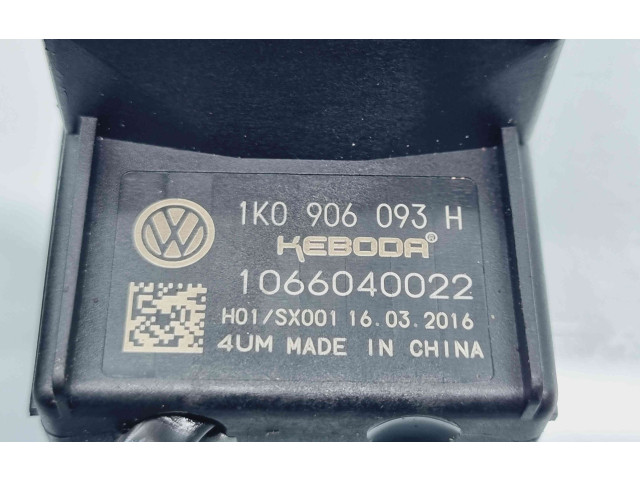 1K0 906 093 H
KEBODA®
1066040022
H01/SX001 16.03.2016
4UM MADE IN CHINA